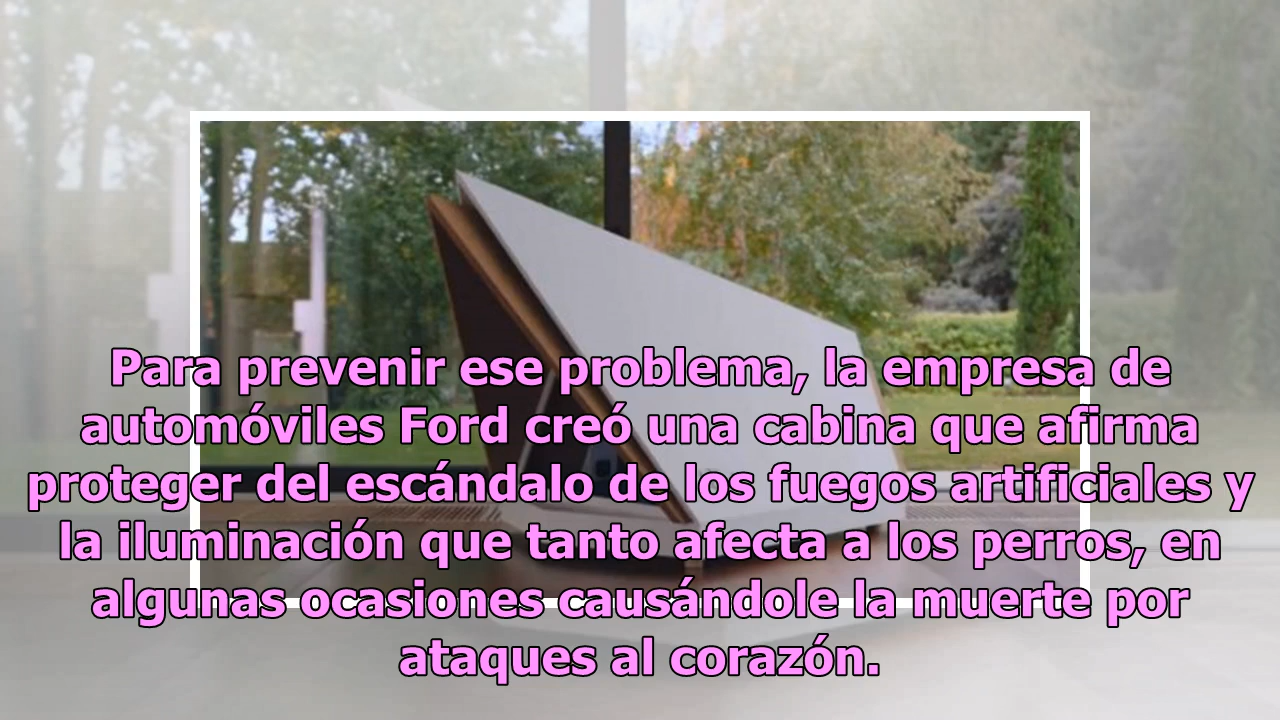 Para prevenir ese problema, la empresa de
automóviles Ford creó una cabina que afirma
proteger del escándalo de los fuegos artificiales y
la iluminación que tanto afecta a los perros, en
algunas ocasiones causándole la muerte por
ataques al corazón.